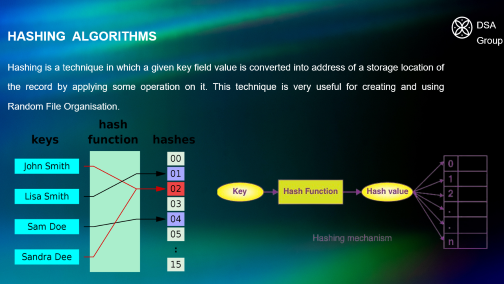 HASHING ALGORITHMS
DSA
Group
Hashing is a technique in which a given key field value is converted into address of a storage location of
the record by applying some operation on it. This technique is very useful for creating and using
Random File Organisation.
keys
hash
function
hashes
John Smith
Lisa Smith
Sam Doe
Sandra Dee
00
01
02
03
04
05
:
15
Key
Hash Function
Hash value
0
1
2
.
.
n
Hashing mechanism